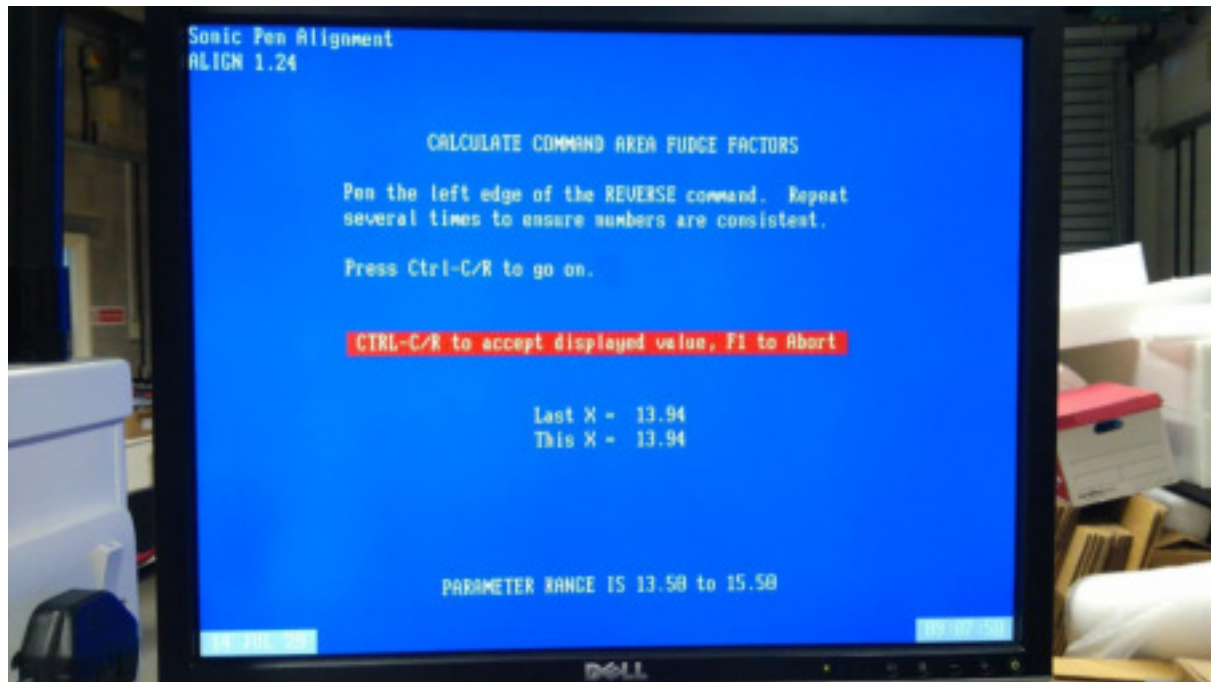 Sonic Pen Alignment
ALIGN 1.24
CALCULATE COMMAND AREA FUDGE FACTORS
Pen the left edge of the REVERSE command. Repeat
several times to ensure numbers are consistent.
Press Ctrl-C/R to go on.
CTRL-C/R to accept displayed value, F1 to Abort
Last X = 13.94
This X = 13.94
PARAMETER RANGE IS 13.50 to 15.50
DELL